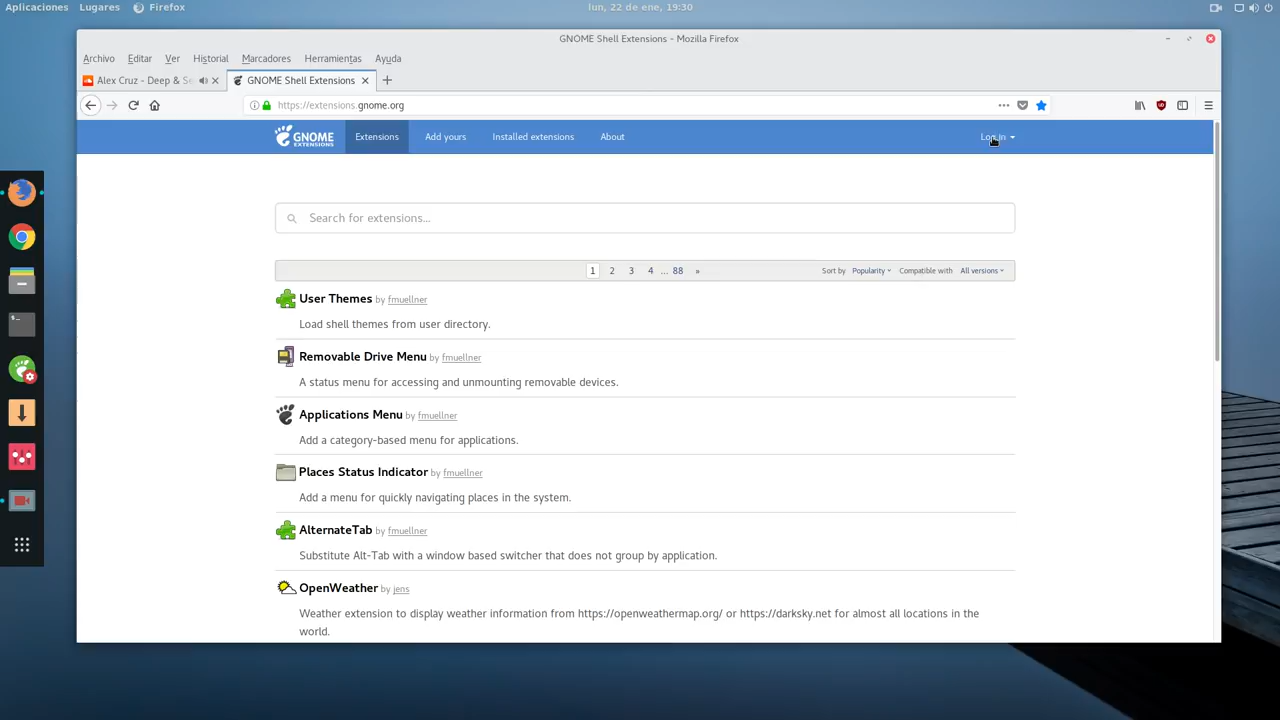 Aplicaciones Lugares Firefox lun, 22 de ene, 19:30
GNOME Shell Extensions - Mozilla Firefox
Archivo Editar Ver Historial Marcadores Herramientas Ayuda
Alex Cruz - Deep & Se GNOME Shell Extensions
https://extensions.gnome.org
GNOME EXTENSIONS Extensions Add yours Installed extensions About Log in
Search for extensions...
1 2 3 4 ... 88 » Sort by Popularity Compatible with All versions
User Themes by fmuellner
Load shell themes from user directory.
Removable Drive Menu by fmuellner
A status menu for accessing and unmounting removable devices.
Applications Menu by fmuellner
Add a category-based menu for applications.
Places Status Indicator by fmuellner
Add a menu for quickly navigating places in the system.
AlternateTab by fmuellner
Substitute Alt-Tab with a window based switcher that does not group by application.
OpenWeather by jens
Weather extension to display weather information from https://openweathermap.org/ or https://darksky.net for almost all locations in the
world.